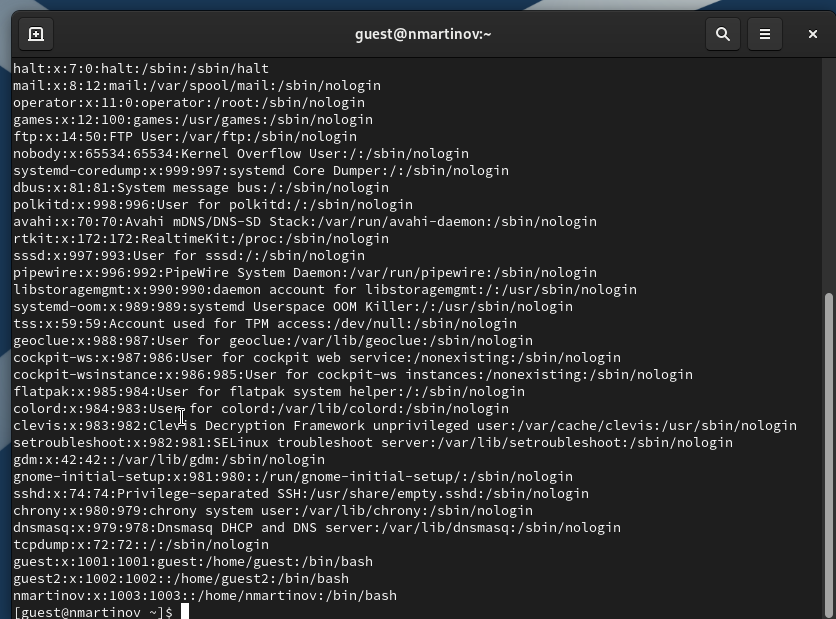 guest@nmartinov:~
halt:x:7:0:halt:/sbin:/sbin/halt
mail:x:8:12:mail:/var/spool/mail:/sbin/nologin
operator:x:11:0:operator:/root:/sbin/nologin
games:x:12:100:games:/usr/games:/sbin/nologin
ftp:x:14:50:FTP User:/var/ftp:/sbin/nologin
nobody:x:65534:65534:Kernel Overflow User:/:/sbin/nologin
systemd-coredump:x:999:997:systemd Core Dumper:/:/sbin/nologin
dbus:x:81:81:System message bus:/:/sbin/nologin
polkitd:x:998:996:User for polkitd:/:/sbin/nologin
avahi:x:70:70:Avahi mDNS/DNS-SD Stack:/var/run/avahi-daemon:/sbin/nologin
rtkit:x:172:172:RealtimeKit:/proc:/sbin/nologin
sssd:x:997:993:User for sssd:/:/sbin/nologin
pipewire:x:996:992:PipeWire System Daemon:/var/run/pipewire:/sbin/nologin
libstoragemgmt:x:990:990:daemon account for libstoragemgmt:/:/usr/sbin/nologin
systemd-oom:x:989:989:systemd Userspace OOM Killer:/:/usr/sbin/nologin
tss:x:59:59:Account used for TPM access:/dev/null:/sbin/nologin
geoclue:x:988:987:User for geoclue:/var/lib/geoclue:/sbin/nologin
cockpit-ws:x:987:986:User for cockpit web service:/nonexisting:/sbin/nologin
cockpit-wsinstance:x:986:985:User for cockpit-ws instances:/nonexisting:/sbin/nologin
flatpak:x:985:984:User for flatpak system helper:/:/sbin/nologin
colord:x:984:983:User for colord:/var/lib/colord:/sbin/nologin
clevis:x:983:982:Clevis Decryption Framework unprivileged user:/var/cache/clevis:/usr/sbin/nologin
setroubleshoot:x:982:981:SELinux troubleshoot server:/var/lib/setroubleshoot:/sbin/nologin
gdm:x:42:42::/var/lib/gdm:/sbin/nologin
gnome-initial-setup:x:981:980::/run/gnome-initial-setup/:/sbin/nologin
sshd:x:74:74:Privilege-separated SSH:/usr/share/empty.sshd:/sbin/nologin
chrony:x:980:979:chrony system user:/var/lib/chrony:/sbin/nologin
dnsmasq:x:979:978:Dnsmasq DHCP and DNS server:/var/lib/dnsmasq:/sbin/nologin
tcpdump:x:72:72::/:/sbin/nologin
guest:x:1001:1001:guest:/home/guest:/bin/bash
guest2:x:1002:1002::/home/guest2:/bin/bash
nmartinov:x:1003:1003::/home/nmartinov:/bin/bash
[guest@nmartinov ~]$